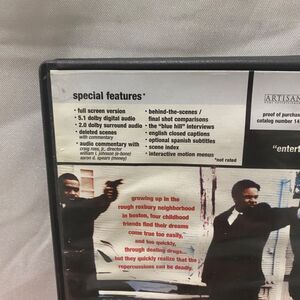 special features*
• full screen version
• 5.1 dolby digital audio
• 2.0 dolby surround audio
• deleted scenes
with commentary
• audio commentary with
craig ross, jr., director
william l. johnson (e-bone)
aaron d. spears (money)
• behind-the-scenes /
final shot comparisons
• the "blue hill" interviews
• english closed captions
• optional spanish subtitles
• scene index
• interactive motion menus
*not rated
ARTISAN
proof of purchas
catalog number 14
"entert
growing up in the
rough roxbury neighborhood
in boston, four childhood
friends find their dreams
come true too easily
and too quickly,
through dealing drugs.
but they quickly realize that the
repercussions can be deadly.